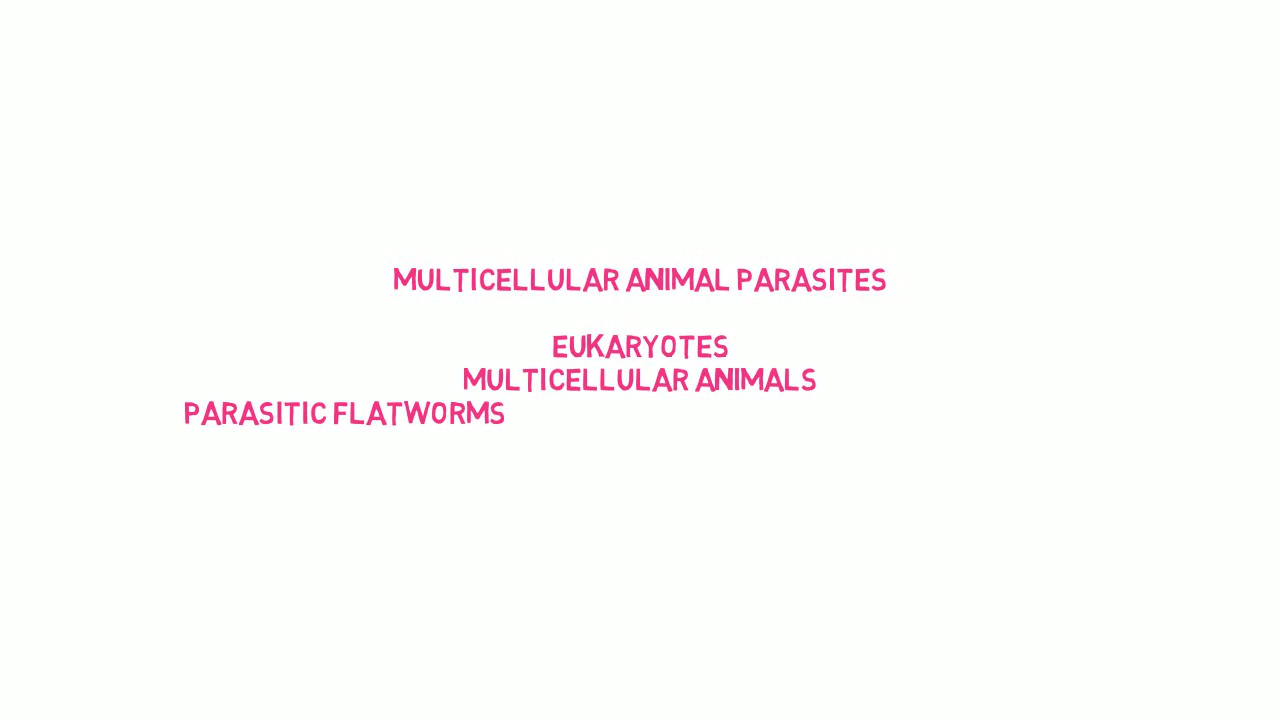 MULTICELLULAR ANIMAL PARASITES
EUKARYOTES
MULTICELLULAR ANIMALS
PARASITIC FLATWORMS